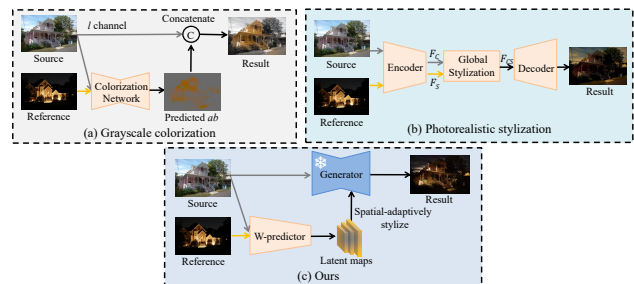 l channel
Concatenate
C
Source
Result
Colorization
Network
Reference
Predicted ab
(a) Grayscale colorization
Source
Encoder
F_C
F_S
Global
Stylization
F_CS
Decoder
Result
Reference
(b) Photorealistic stylization
Source
Generator
Result
Spatial-adaptively
stylize
W-predictor
Reference
Latent maps
(c) Ours